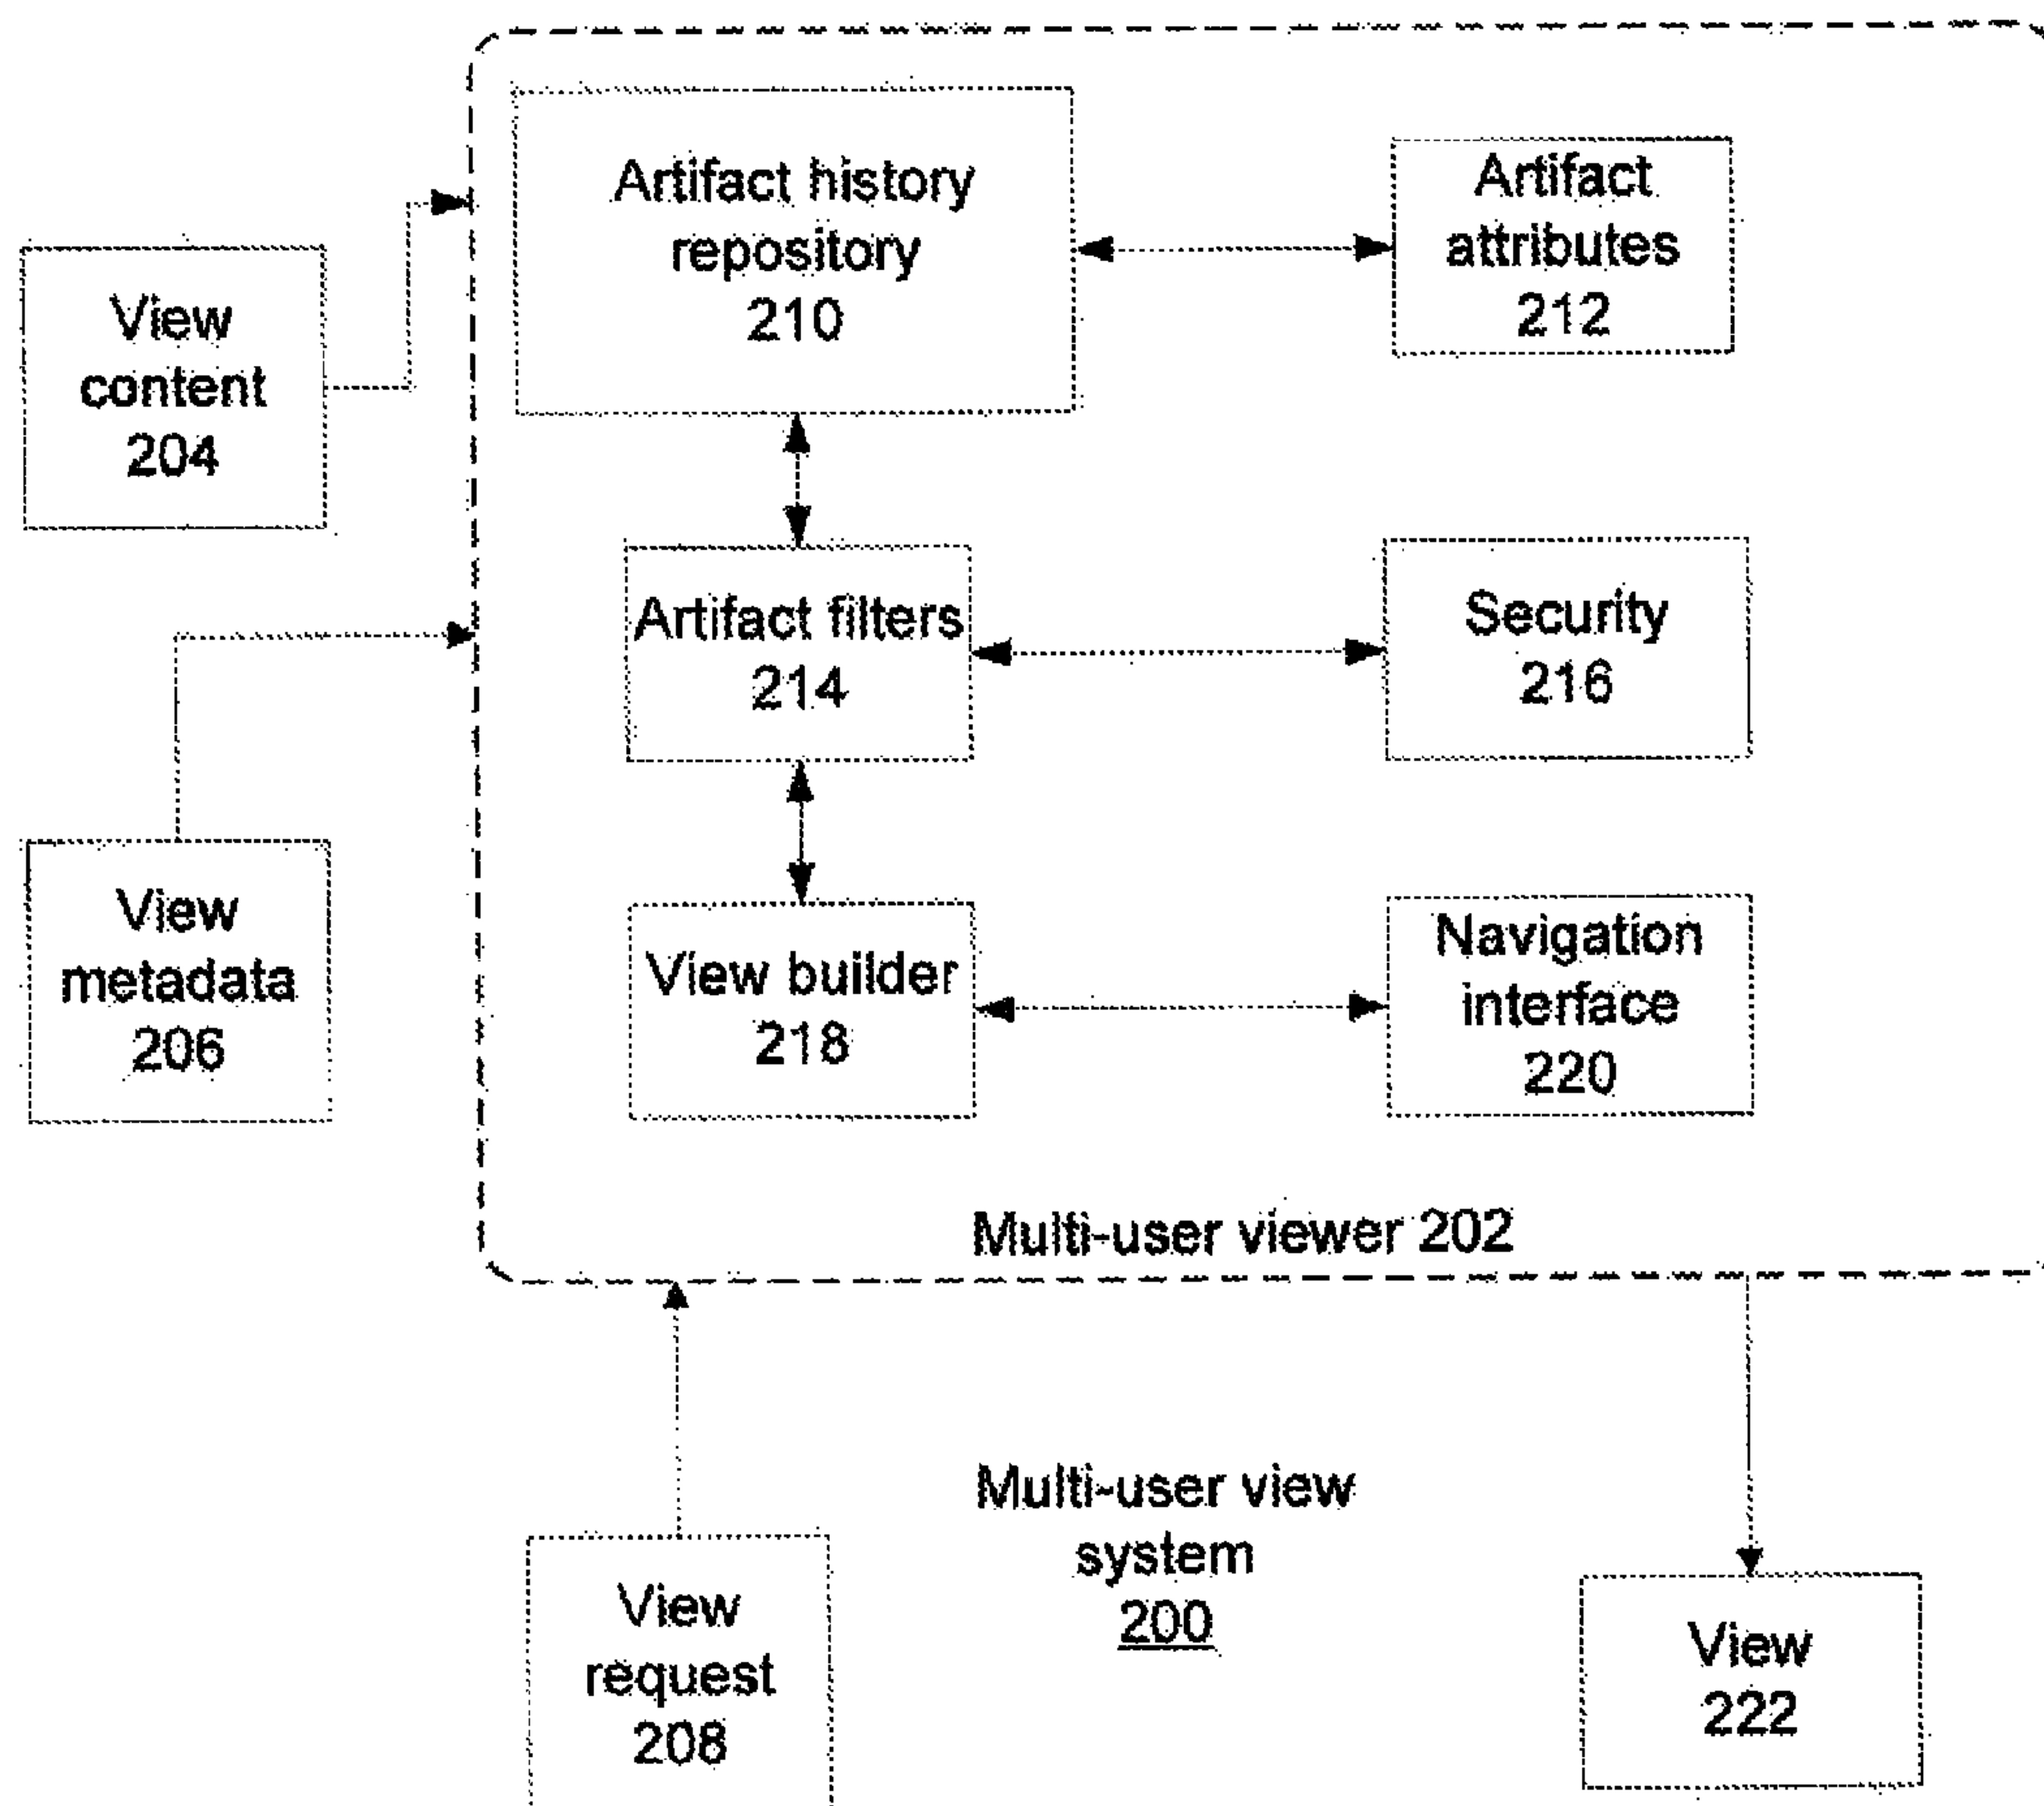 Artifact history
repository
210
Artifact
attributes
212
View
content
204
Artifact filters
214
Security
216
View
metadata
206
View builder
218
Navigation
interface
220
Multi-user viewer 202
Multi-user view
system
200
View
request
208
View
222